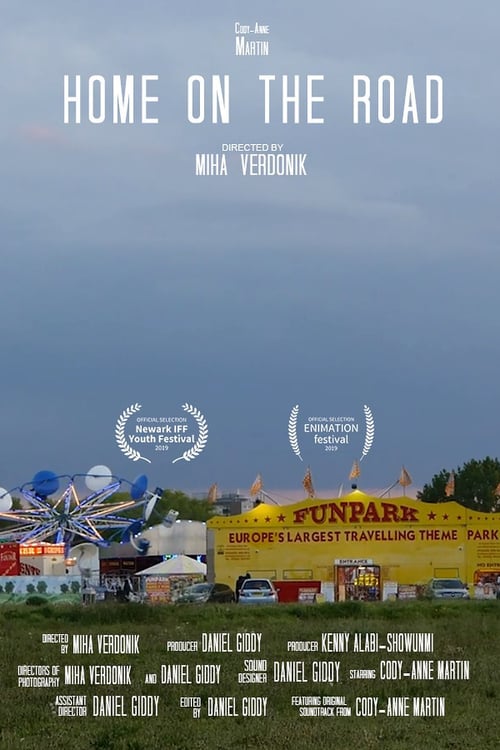 Cody-Anne
Martin
HOME ON THE ROAD
DIRECTED BY
MIHA VERDONIK
OFFICIAL SELECTION
Newark IFF
Youth Festival
2019
OFFICIAL SELECTION
ENIMATION
festival
2019
FUNPARK
EUROPE'S LARGEST TRAVELLING THEME PARK
ENTRANCE
FUNPARK
DIRECTED BY MIHA VERDONIK PRODUCER DANIEL GIDDY PRODUCER KENNY ALABI-SHOWUNMI
DIRECTORS OF PHOTOGRAPHY MIHA VERDONIK AND DANIEL GIDDY SOUND DESIGNER DANIEL GIDDY STARRING CODY-ANNE MARTIN
ASSISTANT DIRECTOR DANIEL GIDDY EDITED BY DANIEL GIDDY FEATURING ORIGINAL SOUNDTRACK FROM CODY-ANNE MARTIN